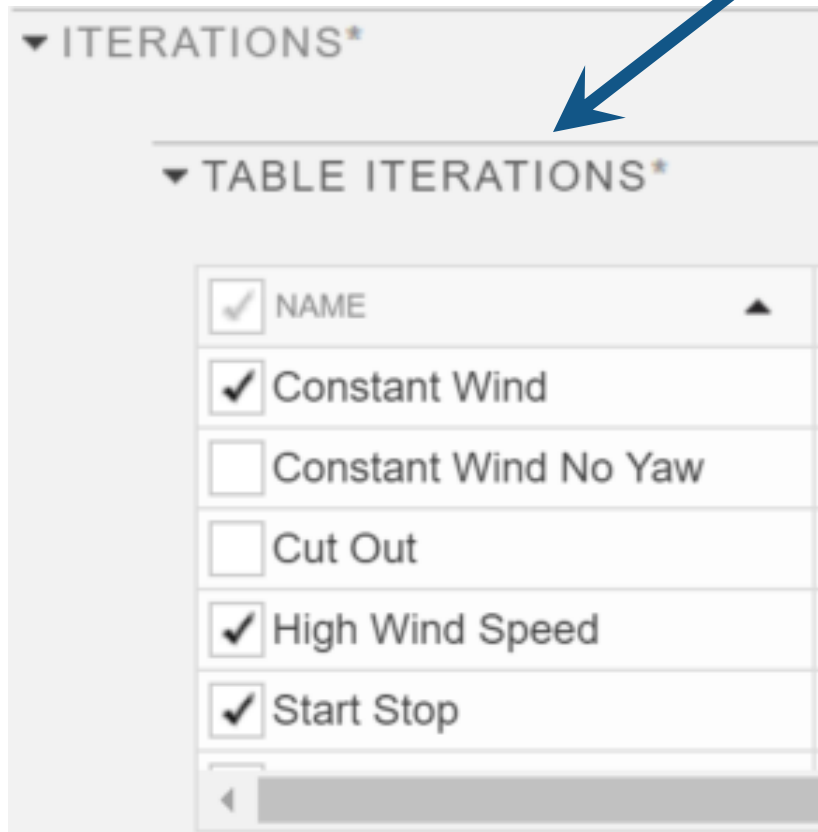 ITERATIONS*
TABLE ITERATIONS*
NAME
Constant Wind
Constant Wind No Yaw
Cut Out
High Wind Speed
Start Stop